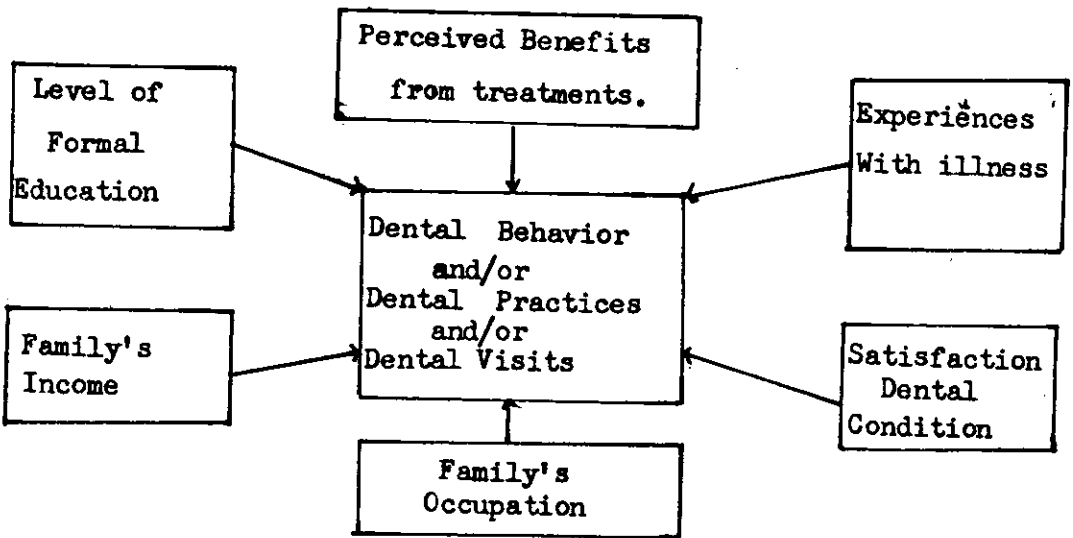 Perceived Benefits
from treatments.
Level of
Formal
Education
Experiences
With illness
Dental Behavior
and/or
Dental Practices
and/or
Dental Visits
Family's
Income
Satisfaction
Dental
Condition
Family's
Occupation